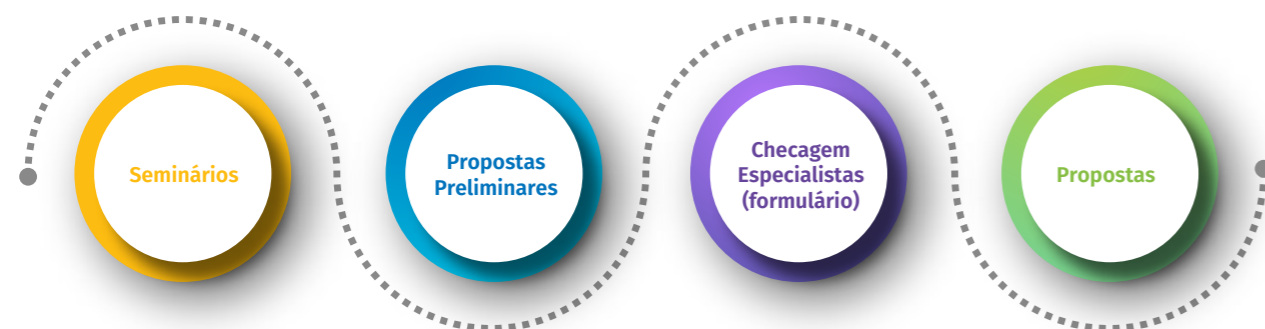 Seminários
Propostas
Preliminares
Checagem
Especialistas
(formulário)
Propostas